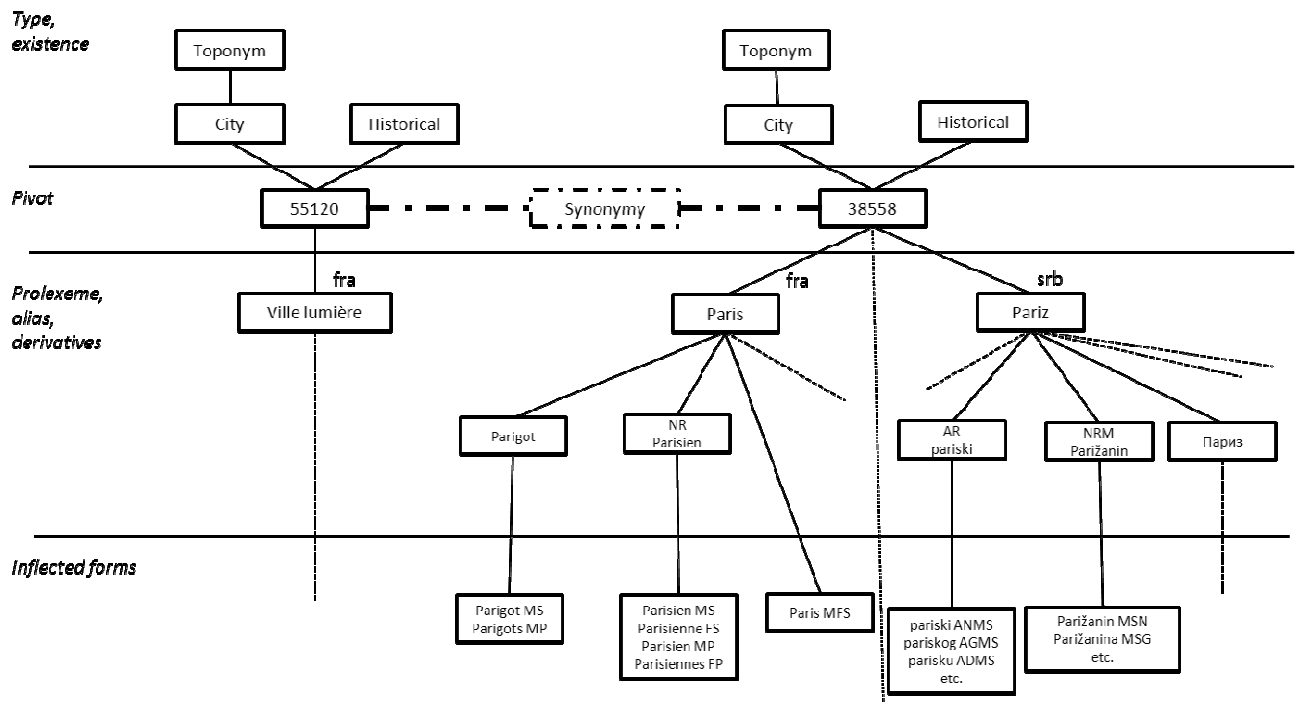 Type,
existence
Toponym
Toponym
City
Historical
City
Historical
Pivot
55120
Synonymy
38558
Prolexeme,
alias,
derivatives
fra
Ville lumière
fra
Paris
srb
Pariz
Parigot
NR
Parisien
AR
pariski
NRM
Parižanin
Париз
Inflected forms
Parigot MS
Parigots MP
Parisien MS
Parisienne FS
Parisien MP
Parisiennes FP
Paris MFS
pariski ANMS
pariskog AGMS
parisku ADMS
etc.
Parižanin MSN
Parižanina MSG
etc.